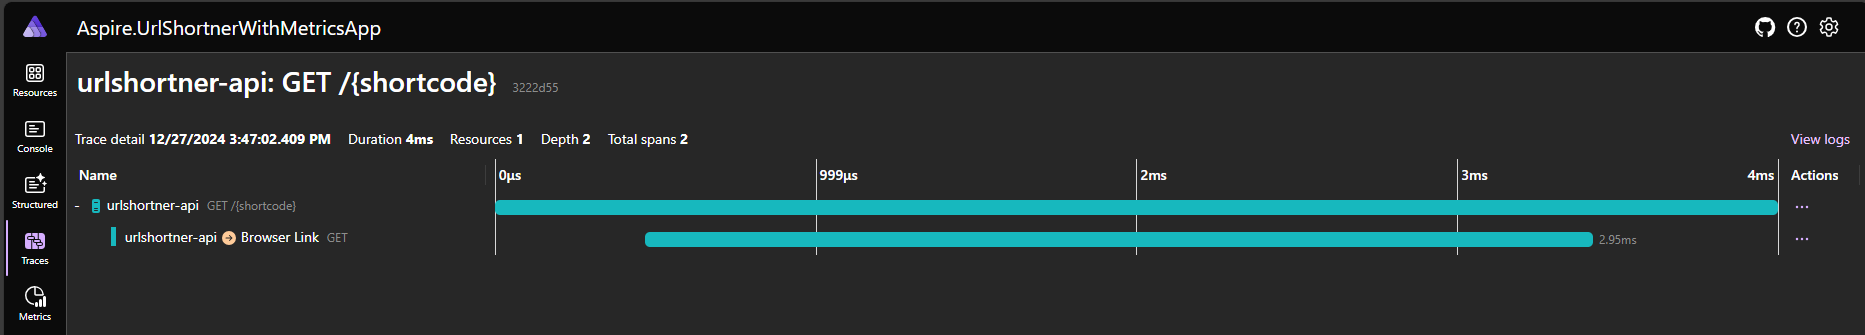 Aspire.UrlShortnerWithMetricsApp
Resources
Console
Structured
Traces
Metrics
urlshortner-api: GET /{shortcode} 3222d55
Trace detail 12/27/2024 3:47:02.409 PM Duration 4ms Resources 1 Depth 2 Total spans 2 View logs
Name 0µs 999µs 2ms 3ms 4ms Actions
- urlshortner-api GET /{shortcode} ...
urlshortner-api Browser Link GET 2.95ms ...